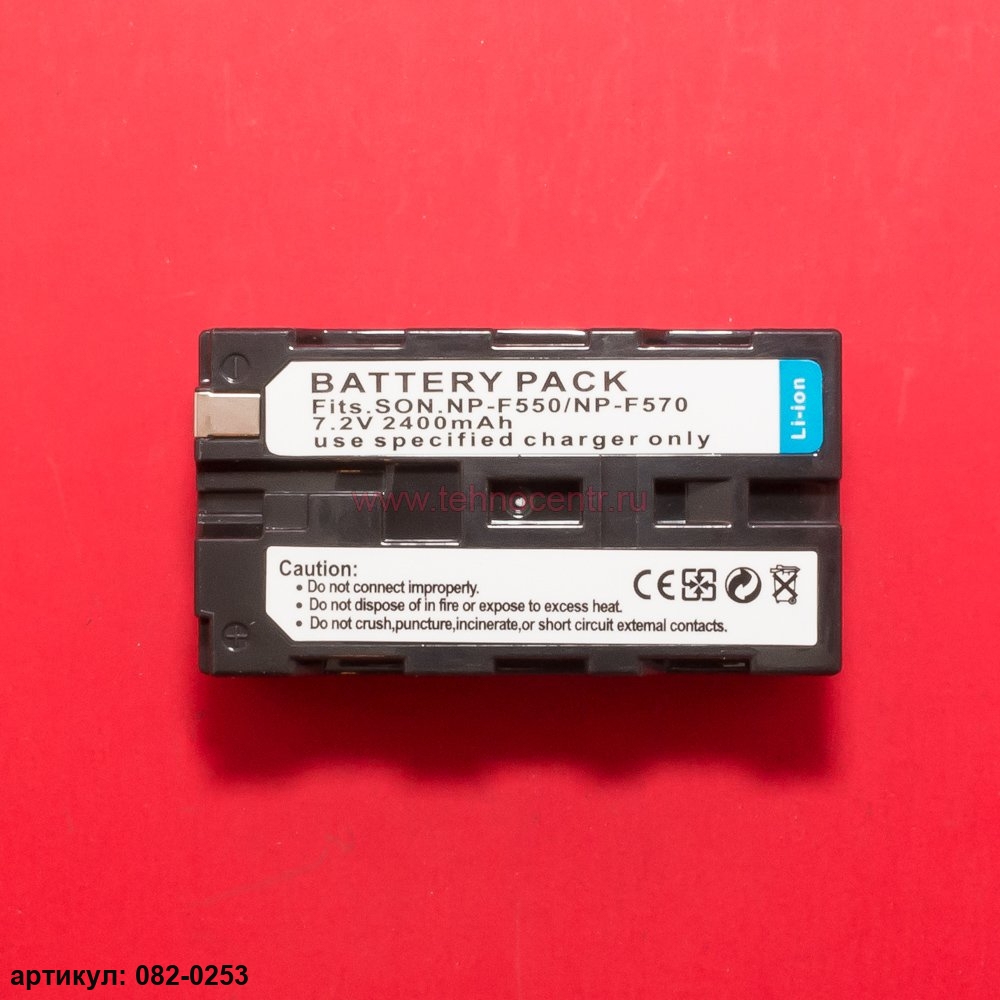 BATTERY PACK
Fits.SON.NP-F550/NP-F570
7.2V 2400mAh
use specified charger only
Li-ion
www.tehnocentr.ru
Caution:
• Do not connect improperly.
• Do not dispose of in fire or expose to excess heat.
• Do not crush,puncture,incinerate,or short circuit external contacts.
CE
артикул: 082-0253